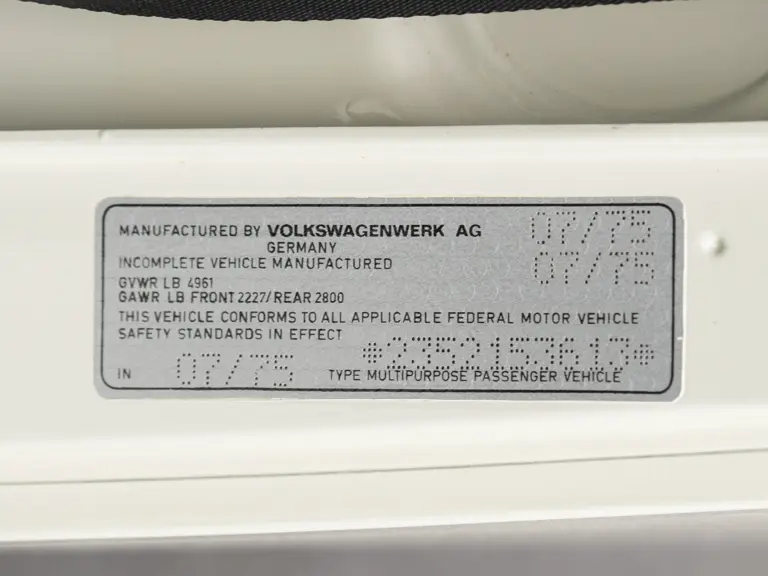 MANUFACTURED BY VOLKSWAGENWERK AG 07/75
GERMANY
INCOMPLETE VEHICLE MANUFACTURED 07/75
GVWR LB 4961
GAWR LB FRONT 2227/REAR 2800
THIS VEHICLE CONFORMS TO ALL APPLICABLE FEDERAL MOTOR VEHICLE
SAFETY STANDARDS IN EFFECT
*2352153613*
IN 07/75 TYPE MULTIPURPOSE PASSENGER VEHICLE